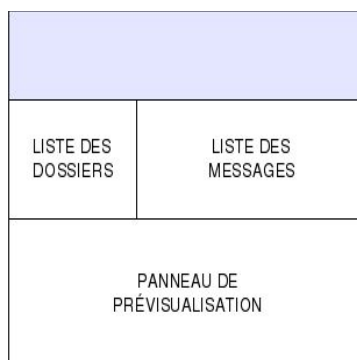 LISTE DES
DOSSIERS
LISTE DES
MESSAGES
PANNEAU DE
PRÉVISUALISATION